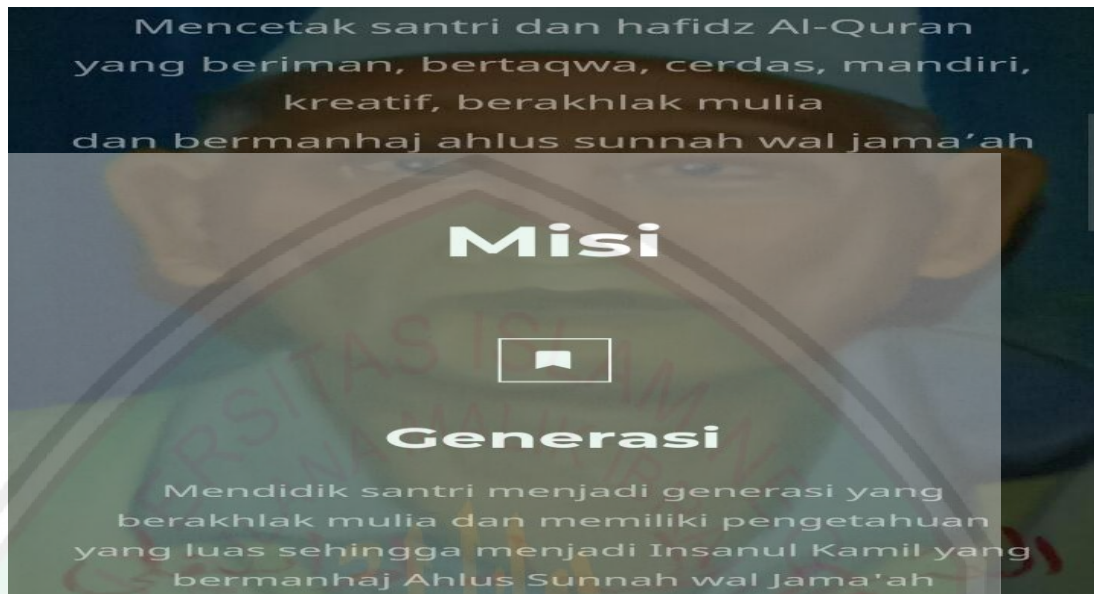 Mencetak santri dan hafidz Al-Quran
yang beriman, bertaqwa, cerdas, mandiri,
kreatif, berakhlak mulia
dan bermanhaj ahlus sunnah wal jama’ah
Misi
Generasi
Mendidik santri menjadi generasi yang
berakhlak mulia dan memiliki pengetahuan
yang luas sehingga menjadi Insanul Kamil yang
bermanhaj Ahlus Sunnah wal Jama'ah